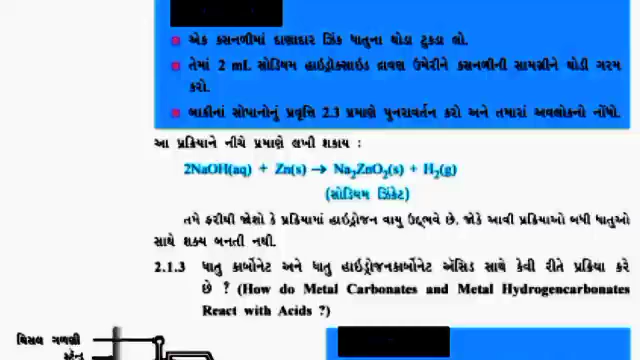 એક કસનળીમાં દાણાદાર ઝિંક ધાતુના થોડા ટુકડા લો.
તેમાં 2 mL સોડિયમ હાઇડ્રોક્સાઇડ દ્રાવણ ઉમેરીને કસનળીની સામગ્રીને થોડી ગરમ
કરો.
બાકીનાં સોપાનોનું પ્રવૃત્તિ 2.3 પ્રમાણે પુનરાવર્તન કરો અને તમારાં અવલોકનો નોંધો.
આ પ્રક્રિયાને નીચે પ્રમાણે લખી શકાય :
2NaOH(aq) + Zn(s) → Na₂ZnO₂(s) + H₂(g)
(સોડિયમ ઝિંકેટ)
તમે ફરીથી જોશો કે પ્રક્રિયામાં હાઇડ્રોજન વાયુ ઉદ્ભવે છે. જોકે આવી પ્રક્રિયાઓ બધી ધાતુઓ
સાથે શક્ય બનતી નથી.
2.1.3 ધાતુ કાર્બોનેટ અને ધાતુ હાઇડ્રોજનકાર્બોનેટ ઍસિડ સાથે કેવી રીતે પ્રક્રિયા કરે
છે ? (How do Metal Carbonates and Metal Hydrogencarbonates
React with Acids ?)
થિસલ ગળણી
સ્ટૅન્ડ